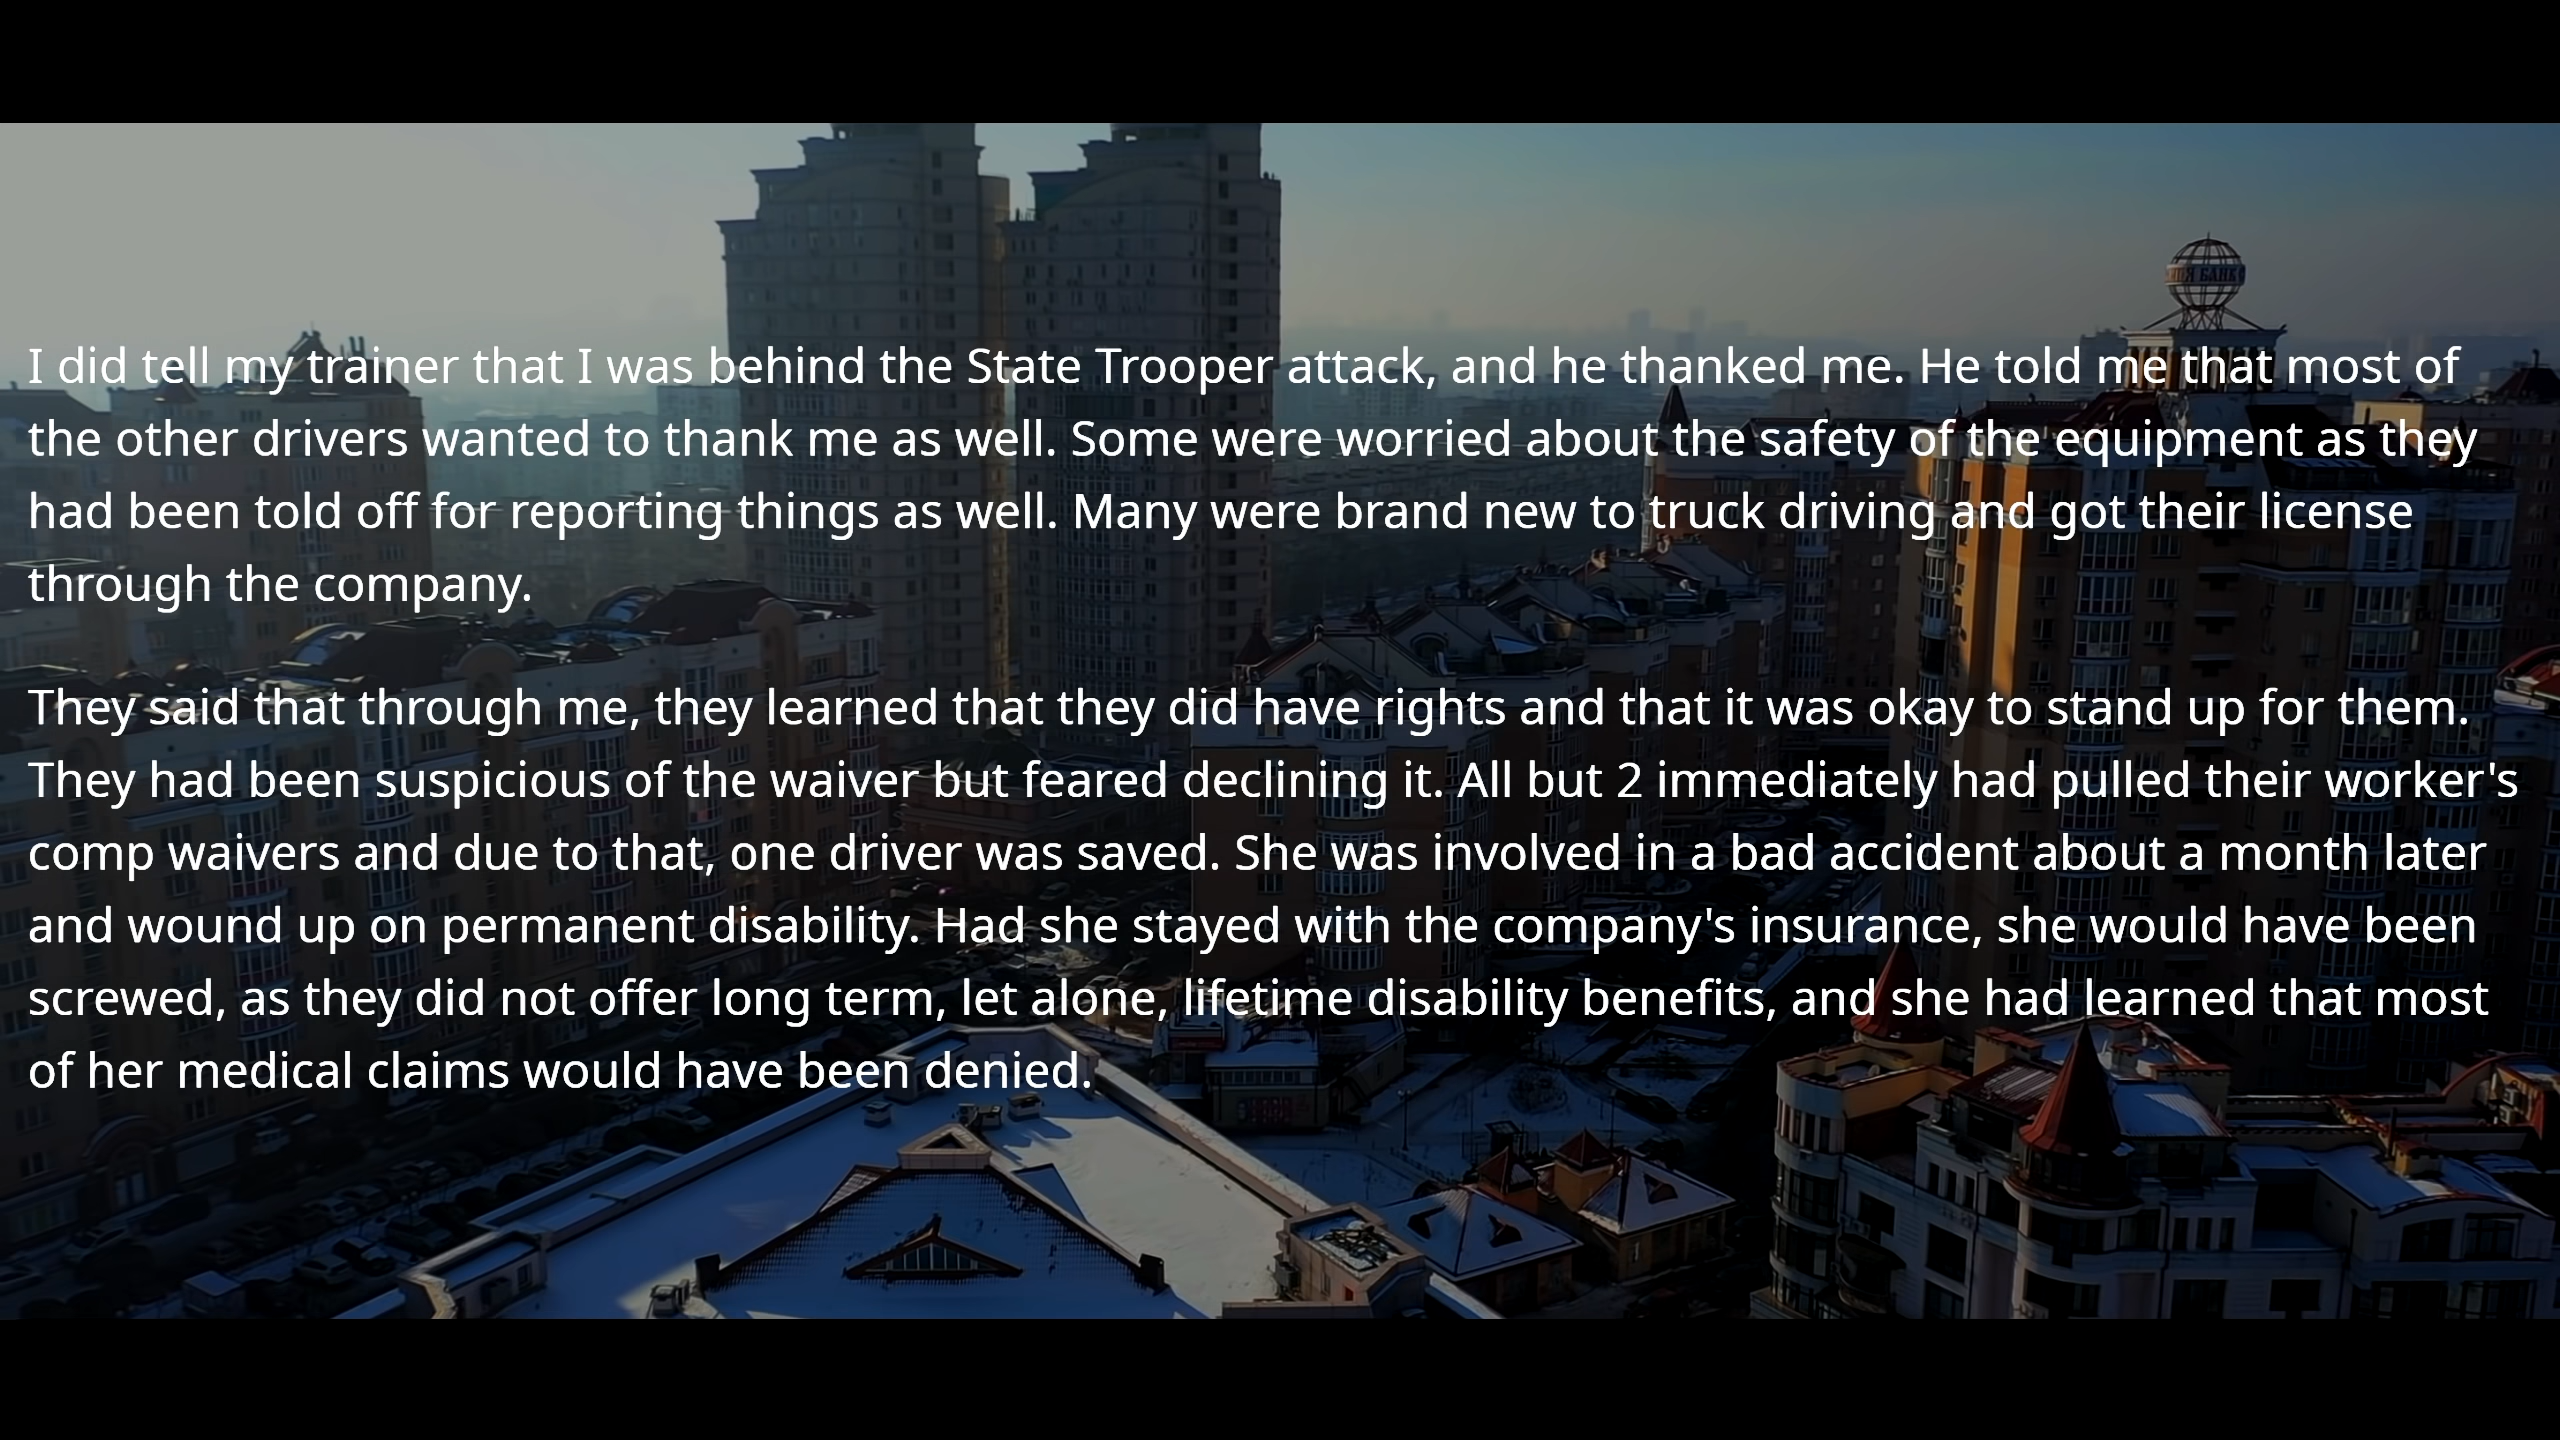 I did tell my trainer that I was behind the State Trooper attack, and he thanked me. He told me that most of
the other drivers wanted to thank me as well. Some were worried about the safety of the equipment as they
had been told off for reporting things as well. Many were brand new to truck driving and got their license
through the company.
They said that through me, they learned that they did have rights and that it was okay to stand up for them.
They had been suspicious of the waiver but feared declining it. All but 2 immediately had pulled their worker's
comp waivers and due to that, one driver was saved. She was involved in a bad accident about a month later
and wound up on permanent disability. Had she stayed with the company's insurance, she would have been
screwed, as they did not offer long term, let alone, lifetime disability benefits, and she had learned that most
of her medical claims would have been denied.
БАНК